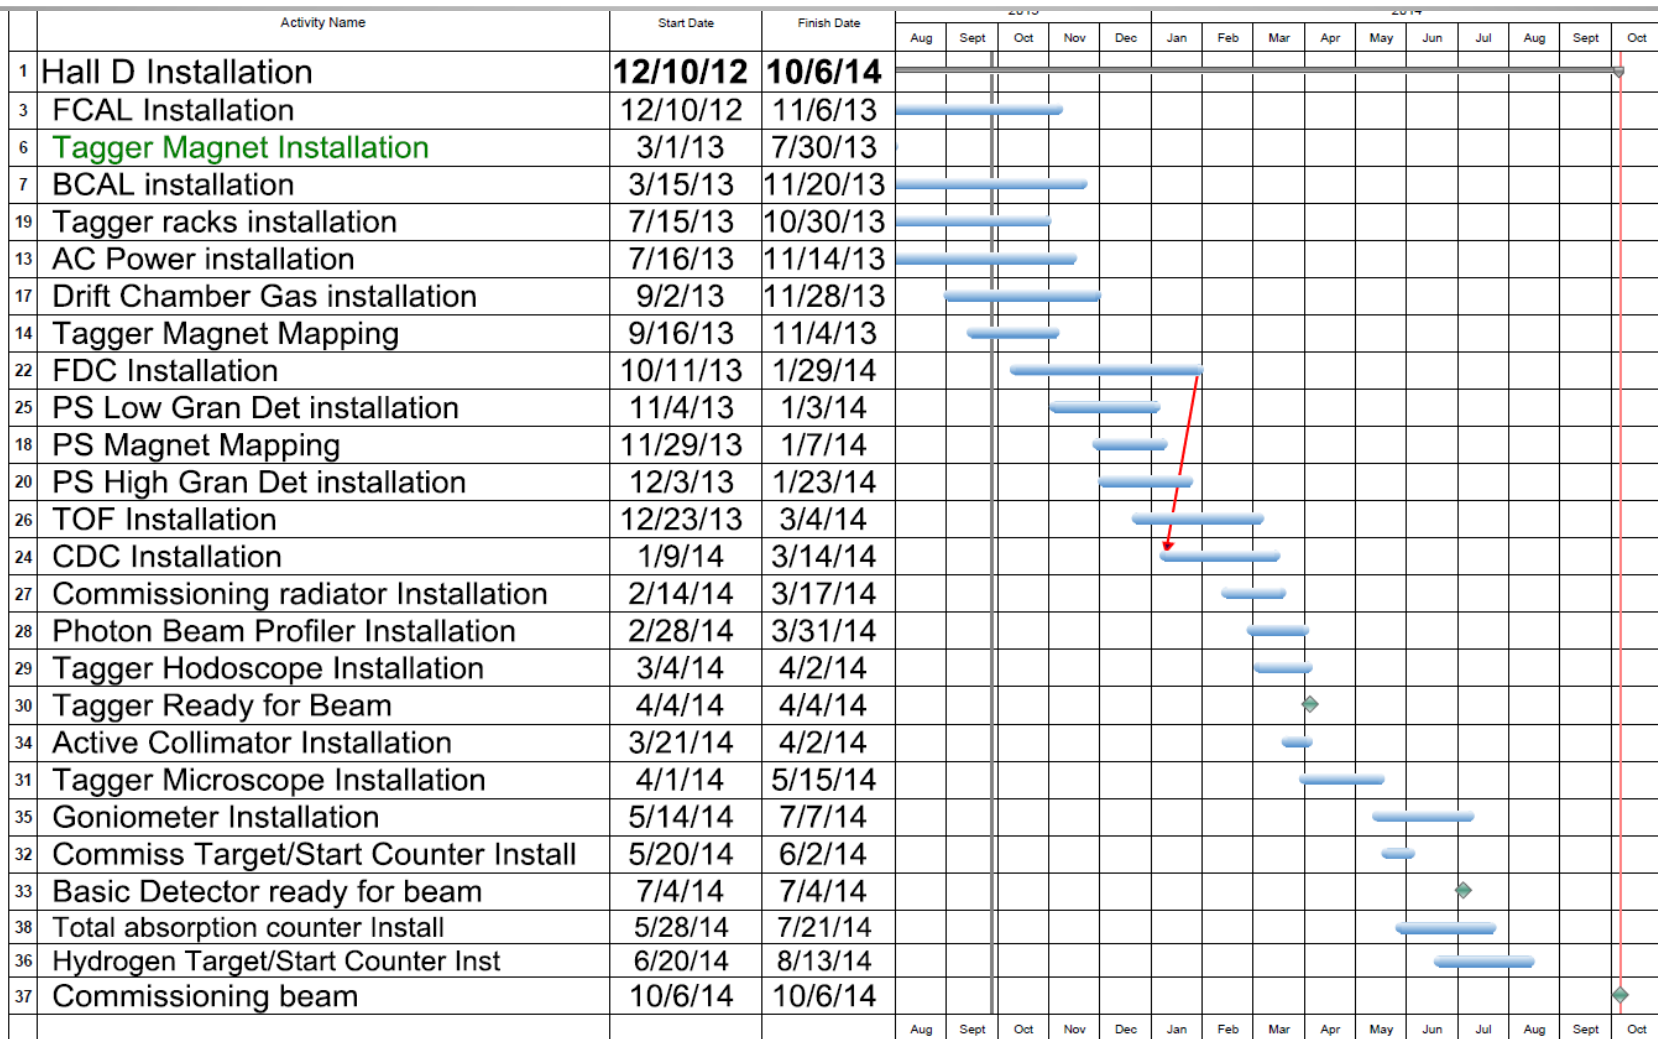 2013 2014
Activity Name Start Date Finish Date Aug Sept Oct Nov Dec Jan Feb Mar Apr May Jun Jul Aug Sept Oct
1 Hall D Installation 12/10/12 10/6/14
3 FCAL Installation 12/10/12 11/6/13
6 Tagger Magnet Installation 3/1/13 7/30/13
7 BCAL installation 3/15/13 11/20/13
19 Tagger racks installation 7/15/13 10/30/13
13 AC Power installation 7/16/13 11/14/13
17 Drift Chamber Gas installation 9/2/13 11/28/13
14 Tagger Magnet Mapping 9/16/13 11/4/13
22 FDC Installation 10/11/13 1/29/14
25 PS Low Gran Det installation 11/4/13 1/3/14
18 PS Magnet Mapping 11/29/13 1/7/14
20 PS High Gran Det installation 12/3/13 1/23/14
26 TOF Installation 12/23/13 3/4/14
24 CDC Installation 1/9/14 3/14/14
27 Commissioning radiator Installation 2/14/14 3/17/14
28 Photon Beam Profiler Installation 2/28/14 3/31/14
29 Tagger Hodoscope Installation 3/4/14 4/2/14
30 Tagger Ready for Beam 4/4/14 4/4/14
34 Active Collimator Installation 3/21/14 4/2/14
31 Tagger Microscope Installation 4/1/14 5/15/14
35 Goniometer Installation 5/14/14 7/7/14
32 Commiss Target/Start Counter Install 5/20/14 6/2/14
33 Basic Detector ready for beam 7/4/14 7/4/14
38 Total absorption counter Install 5/28/14 7/21/14
36 Hydrogen Target/Start Counter Inst 6/20/14 8/13/14
37 Commissioning beam 10/6/14 10/6/14
Aug Sept Oct Nov Dec Jan Feb Mar Apr May Jun Jul Aug Sept Oct